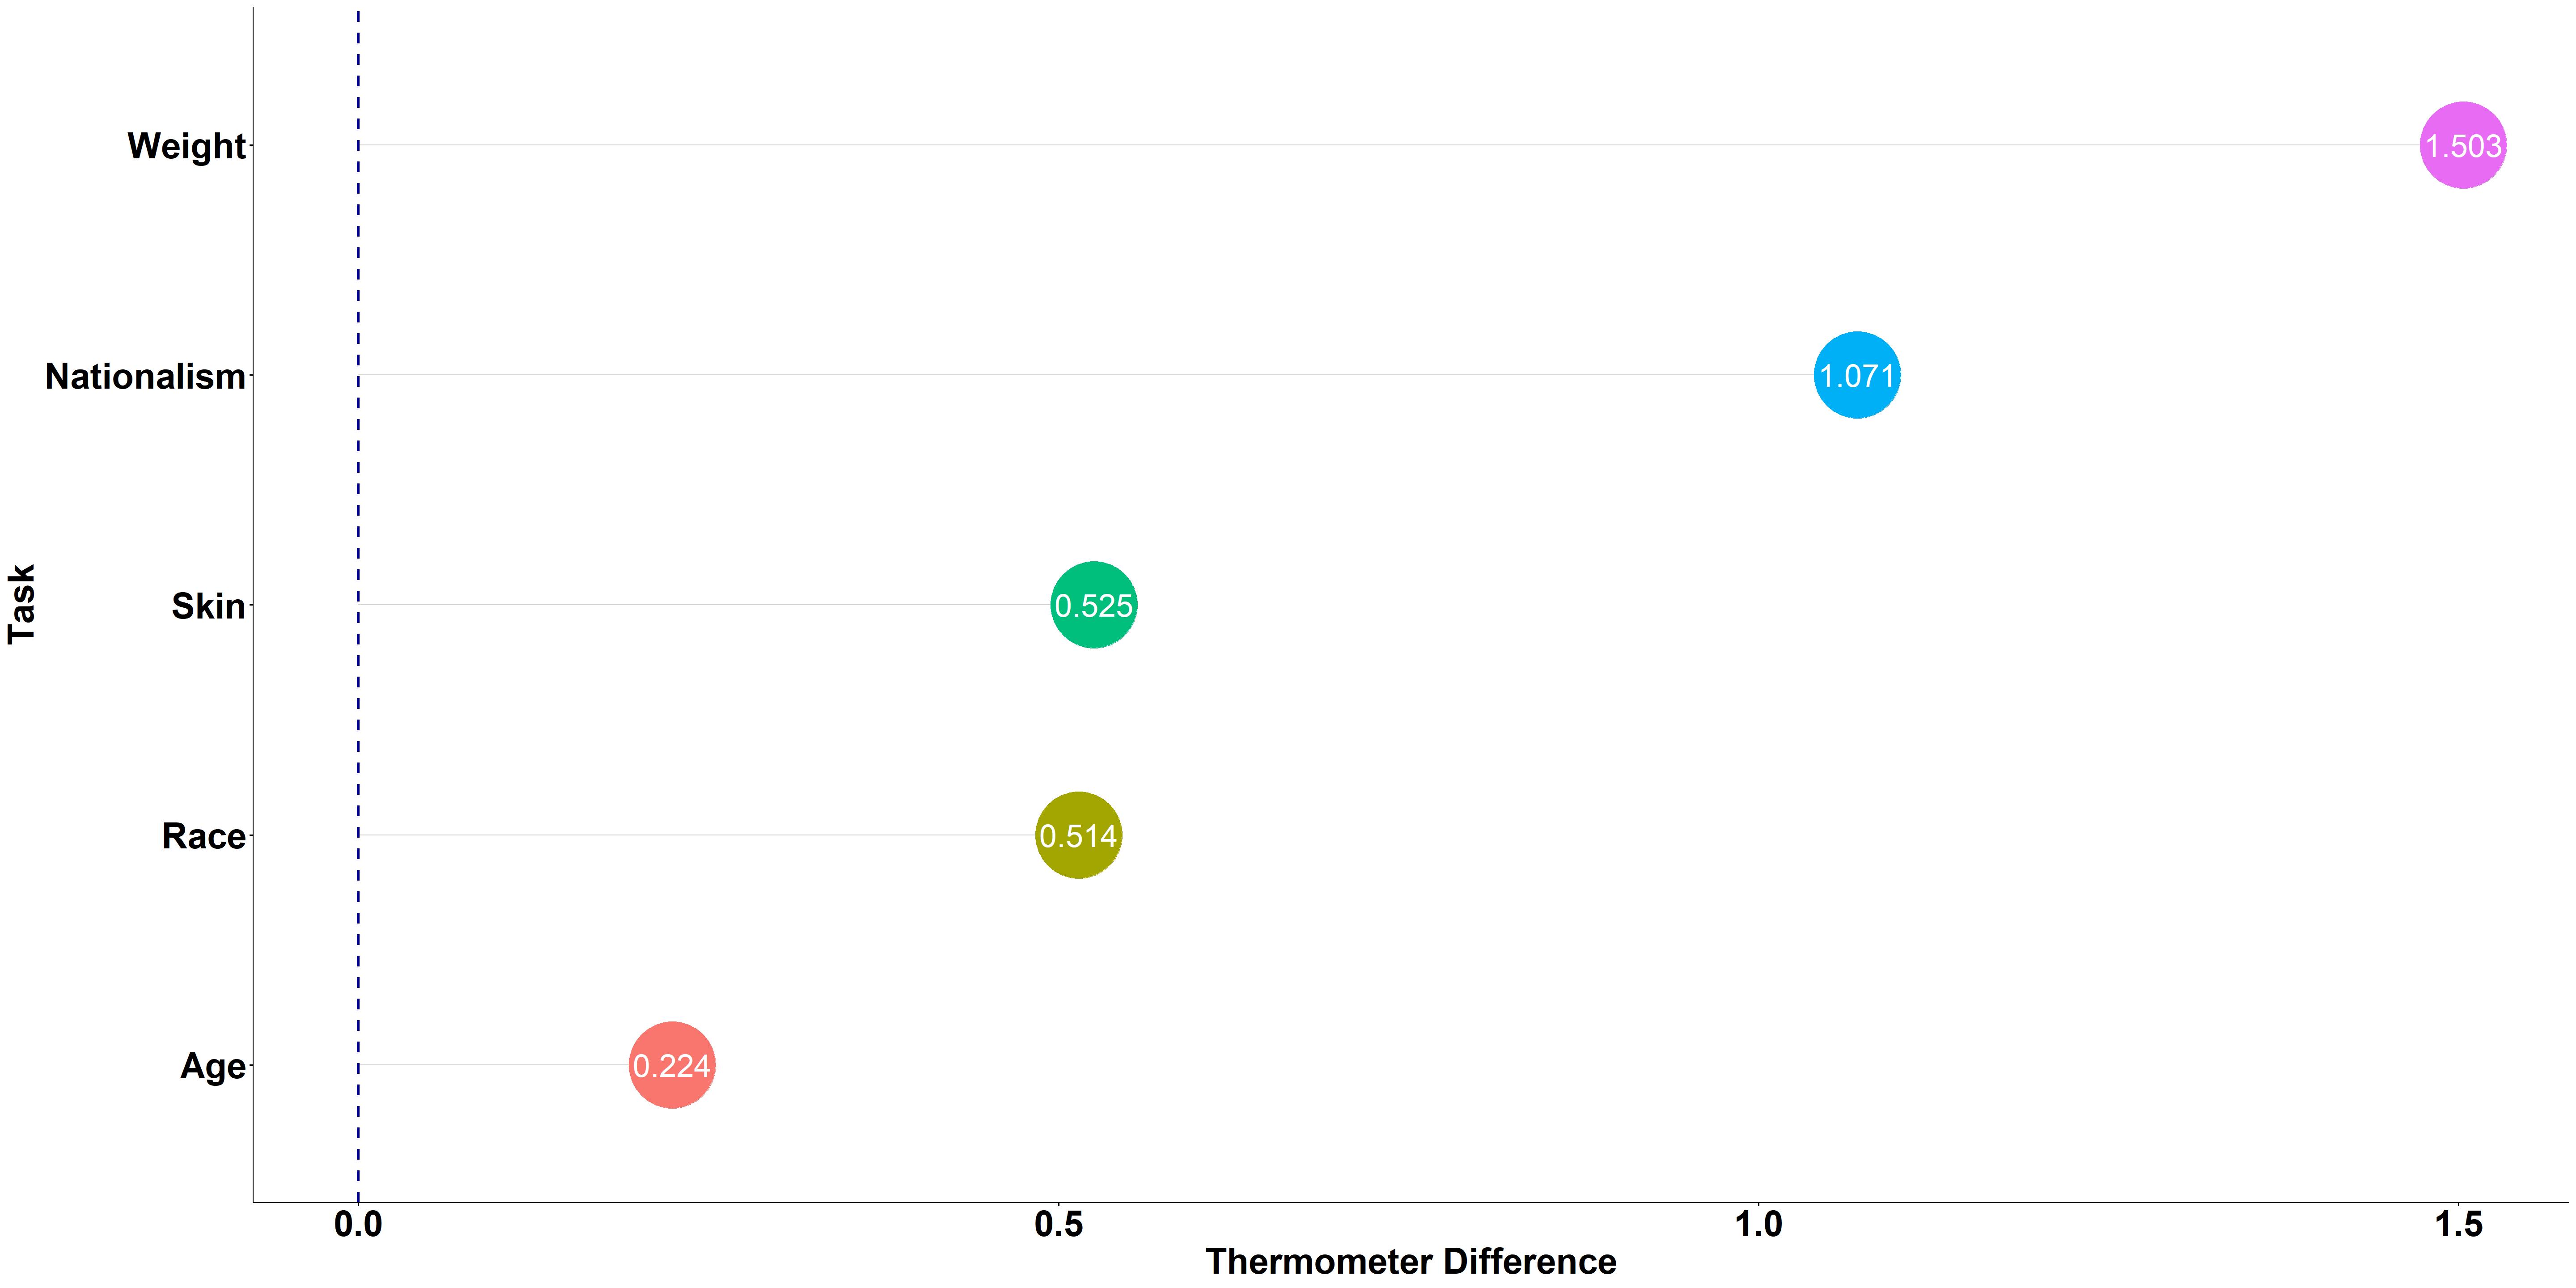 Weight
1.503
Nationalism
1.071
Skin
0.525
Race
0.514
Age
0.224
Task
0.0 0.5 1.0 1.5
Thermometer Difference